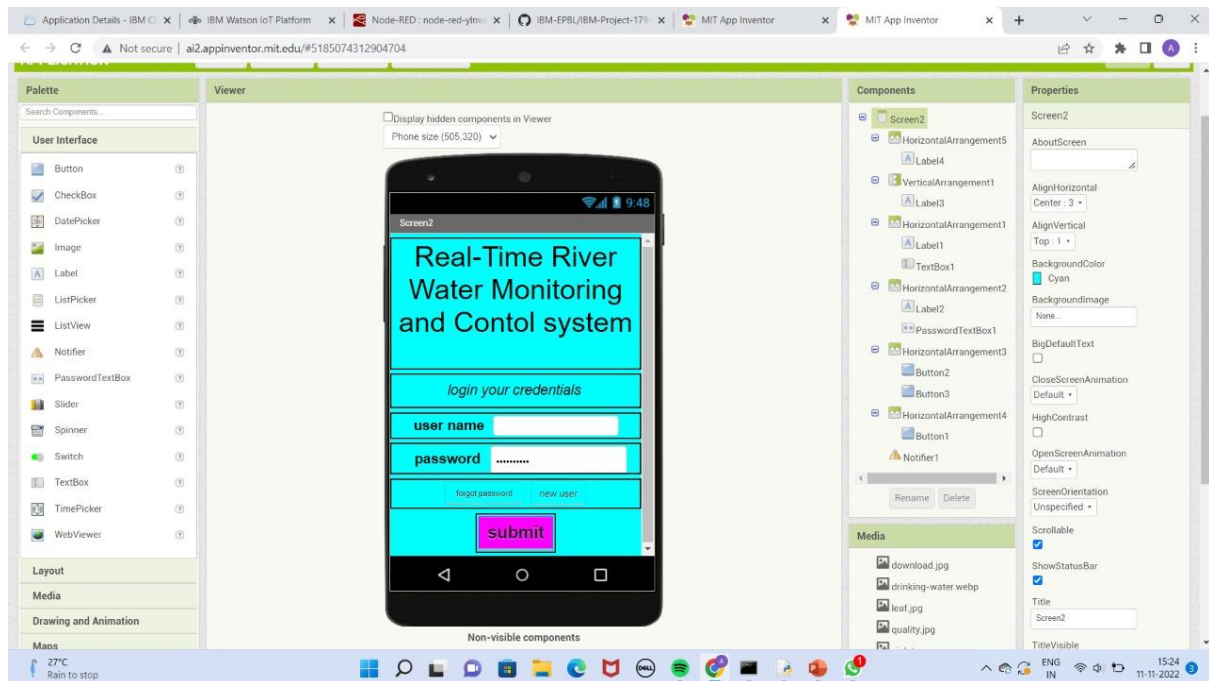 Application Details - IBM Cl
IBM Watson IoT Platform
Node-RED : node-red-ylnv
IBM-EPBL/IBM-Project-179
MIT App Inventor
MIT App Inventor
Not secure | ai2.appinventor.mit.edu/#5185074312904704
A
Palette
Search Components...
User Interface
Button
CheckBox
DatePicker
Image
Label
ListPicker
ListView
Notifier
PasswordTextBox
Slider
Spinner
Switch
TextBox
TimePicker
WebViewer
Layout
Media
Drawing and Animation
Maps
Viewer
Display hidden components in Viewer
Phone size (505,320)
9:48
Screen2
Real-Time River
Water Monitoring
and Contol system
login your credentials
user name
password
forgot password new user
submit
Non-visible components
Components
Screen2
HorizontalArrangement5
Label4
VerticalArrangement1
Label3
HorizontalArrangement1
Label1
TextBox1
HorizontalArrangement2
Label2
PasswordTextBox1
HorizontalArrangement3
Button2
Button3
HorizontalArrangement4
Button1
Notifier1
Rename Delete
Media
download.jpg
drinking-water webp
leaf.jpg
quality.jpg
Properties
Screen2
AboutScreen
AlignHorizontal
Center : 3
AlignVertical
Top : 1
BackgroundColor
Cyan
BackgroundImage
None...
BigDefaultText
CloseScreenAnimation
Default
HighContrast
OpenScreenAnimation
Default
ScreenOrientation
Unspecified
Scrollable
ShowStatusBar
Title
Screen2
TitleVisible
27°C
Rain to stop
DELL
ENG
IN
15:24
11-11-2022
3